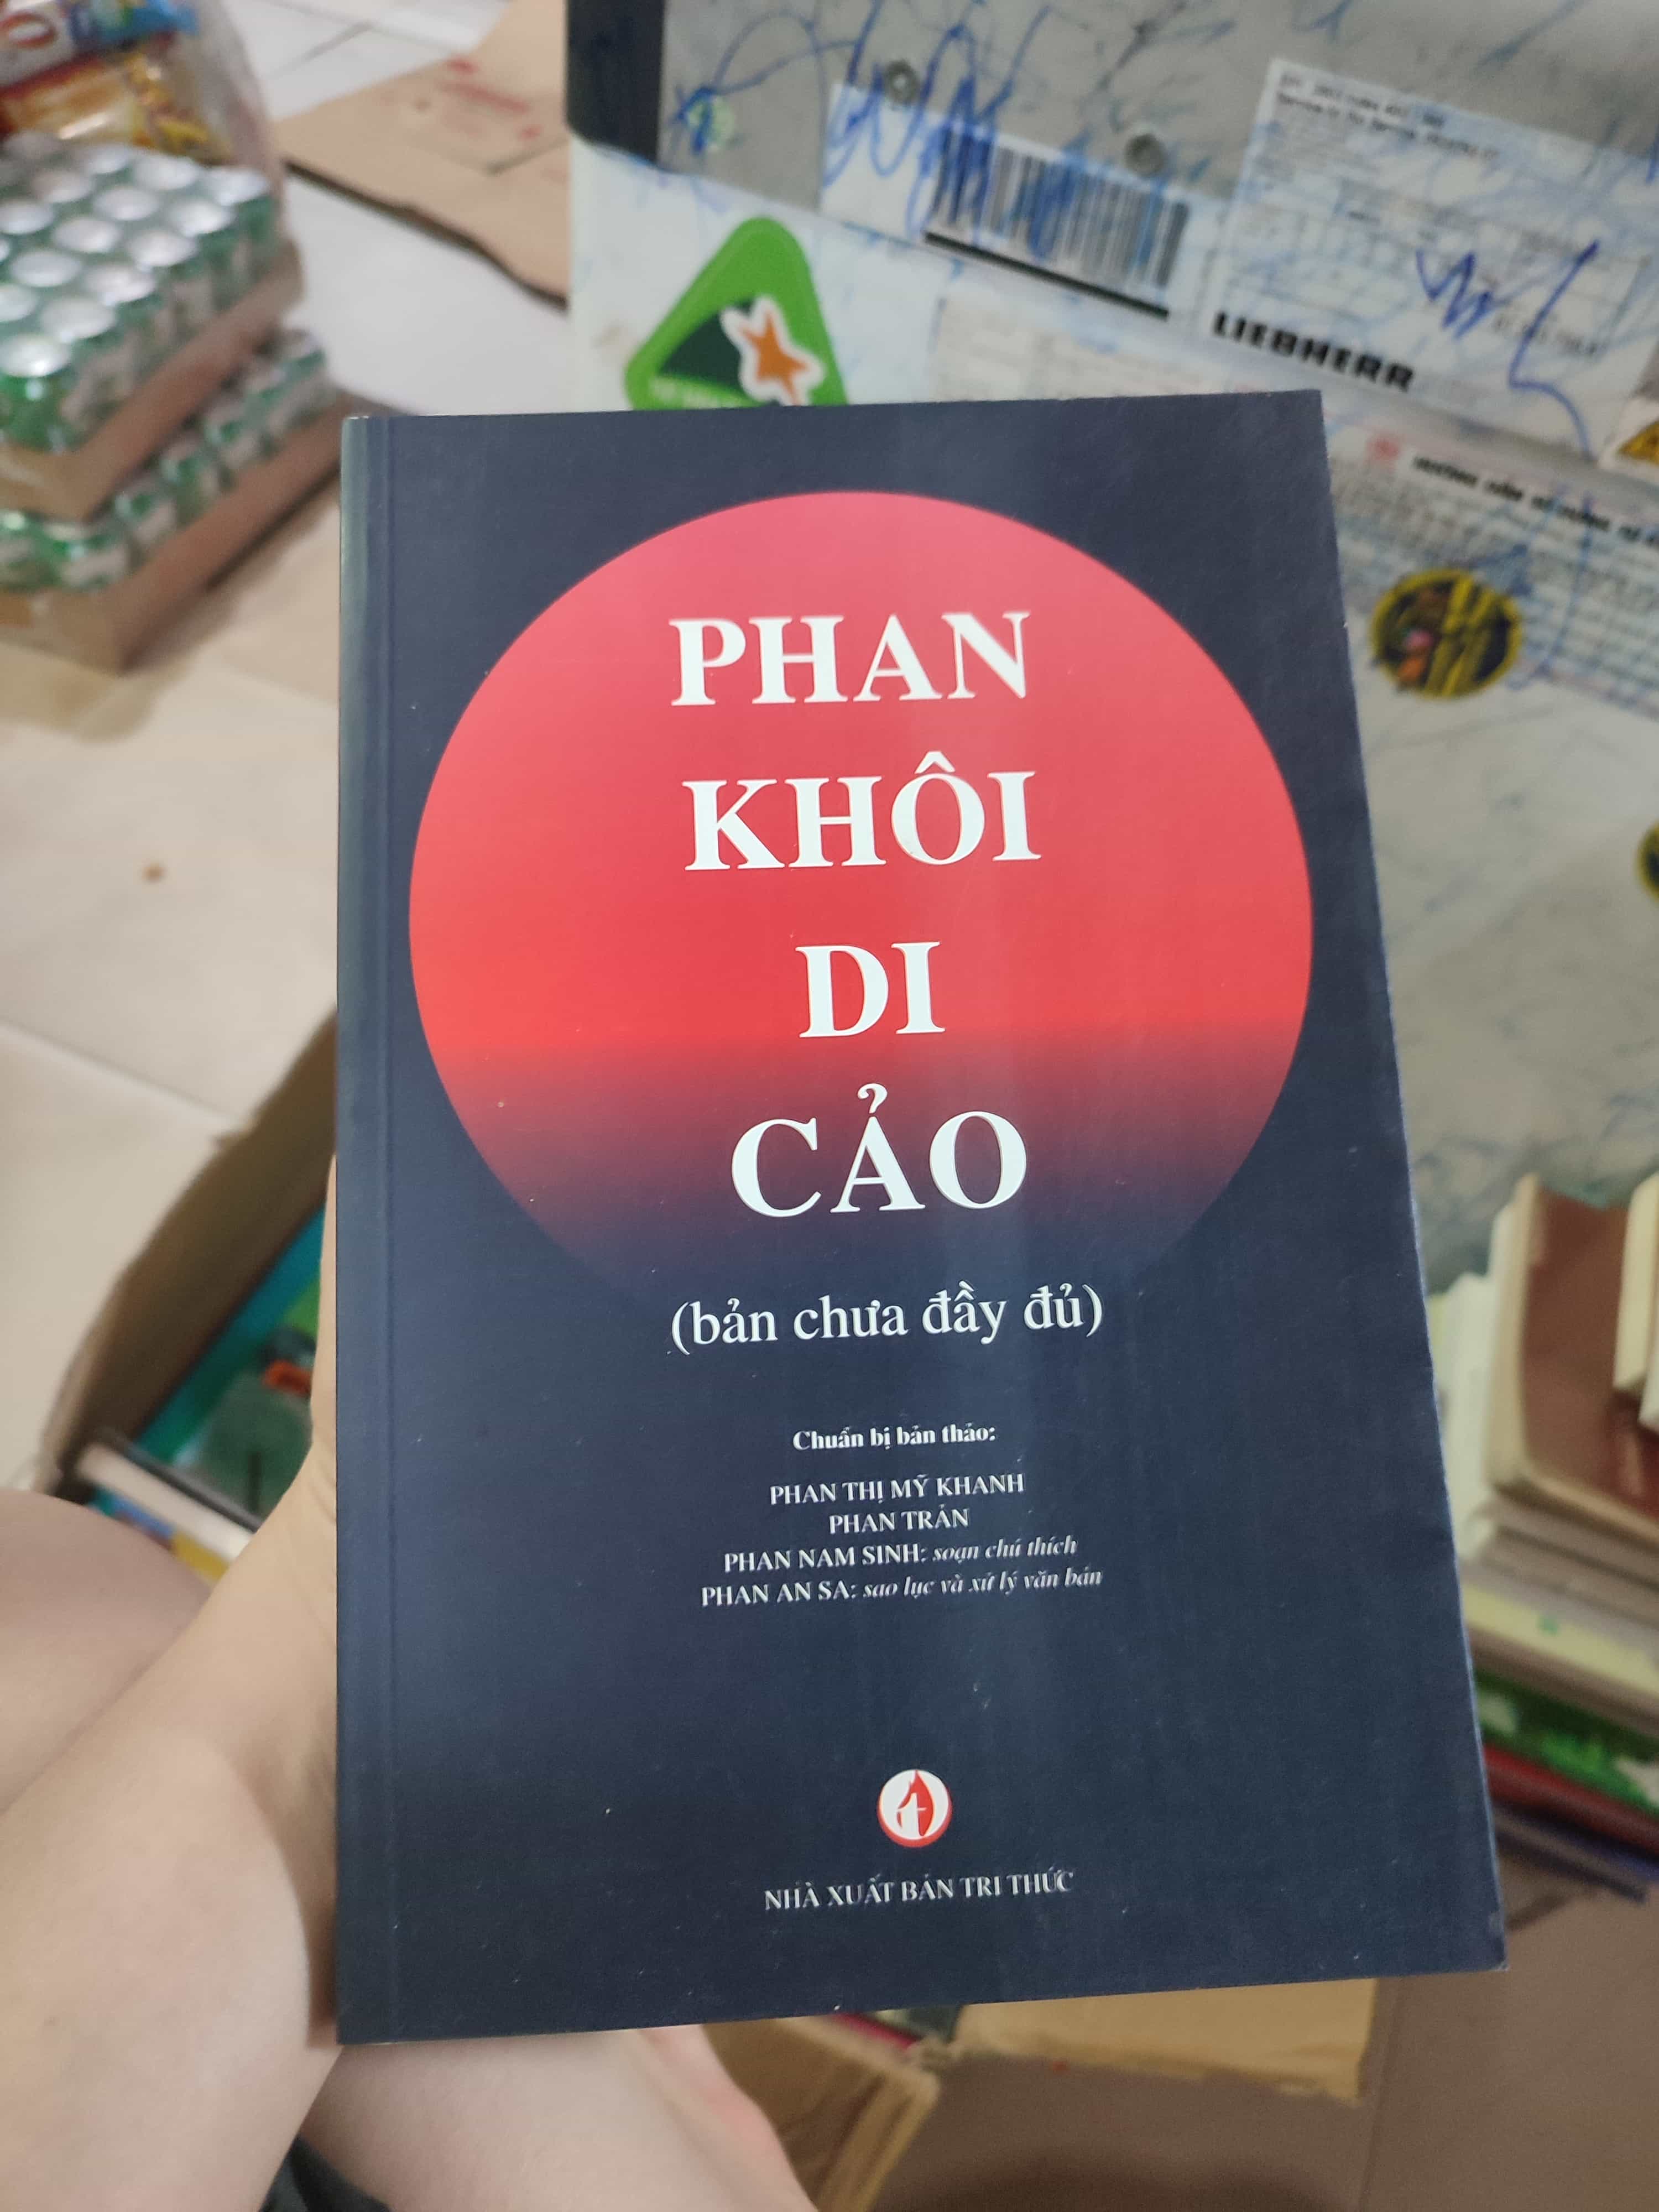 LIEBHERR
PHAN
KHÔI
DI
CẢO
(bản chưa đầy đủ)
Chuẩn bị bản thảo:
PHAN THỊ MỸ KHANH
PHAN TRẢN
PHAN NAM SINH: soạn chú thích
PHAN AN SA: sao lục và xử lý văn bản
NHÀ XUẤT BẢN TRI THỨC